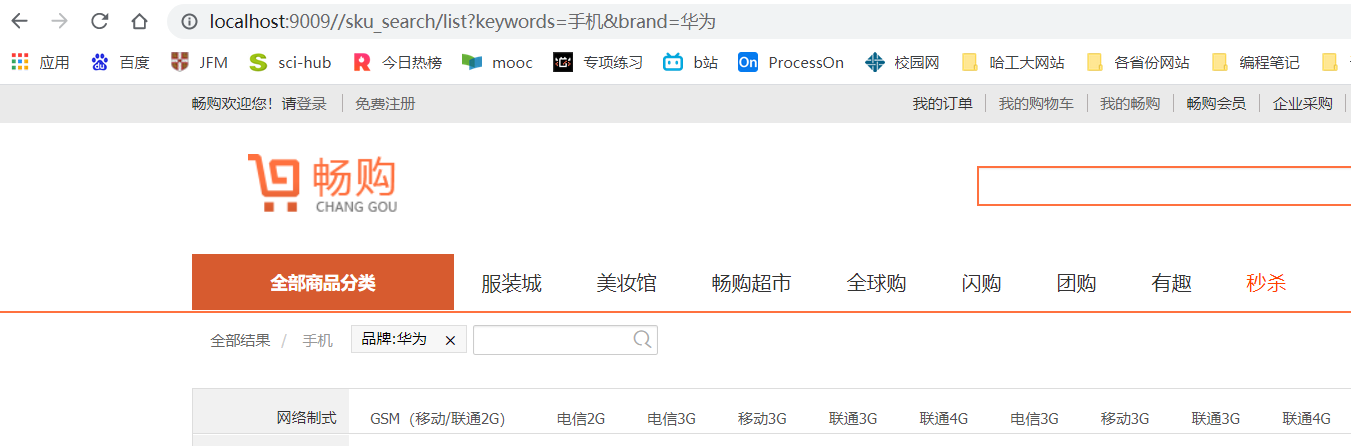 localhost:9009//sku_search/list?keywords=手机&brand=华为
应用 百度 JFM sci-hub 今日热榜 mooc 专项练习 b站 ProcessOn 校园网 哈工大网站 各省份网站 编程笔记
畅购欢迎您！请登录 免费注册 我的订单 我的购物车 我的畅购 畅购会员 企业采购
畅购
CHANG GOU
全部商品分类 服装城 美妆馆 畅购超市 全球购 闪购 团购 有趣 秒杀
全部结果 / 手机 品牌:华为 ×
网络制式 GSM（移动/联通2G） 电信2G 电信3G 移动3G 联通3G 联通4G 电信3G 移动3G 联通3G 联通4G